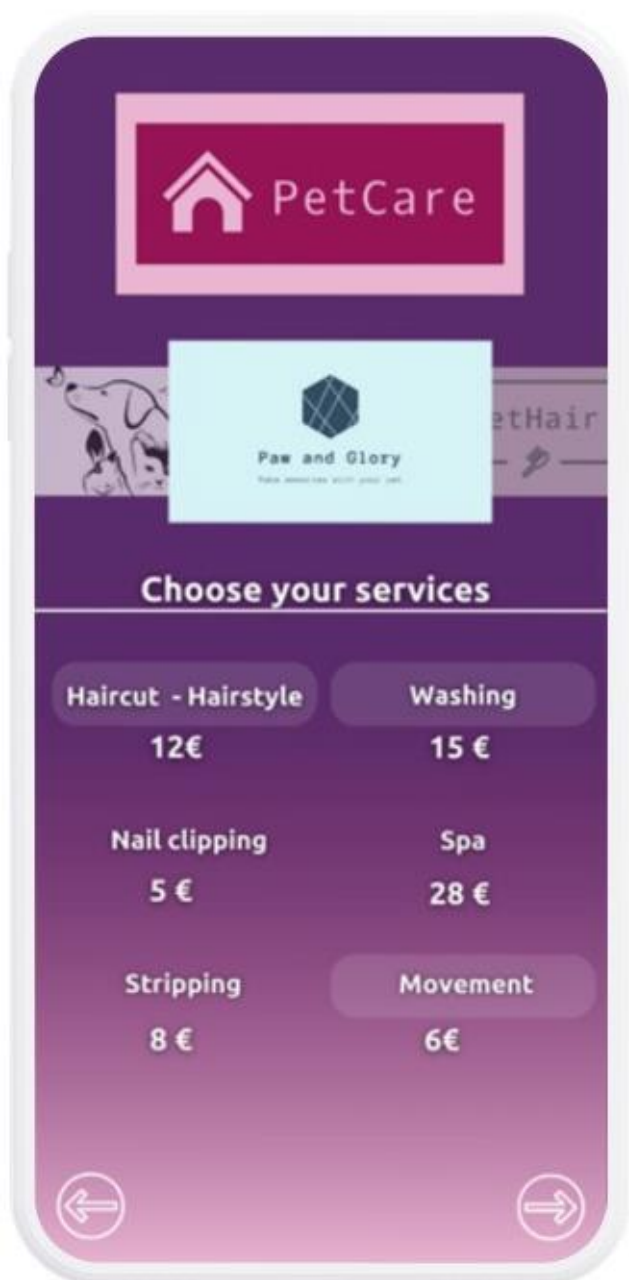 PetCare
etHair
Paw and Glory
Choose your services
Haircut - Hairstyle
Washing
12€
15 €
Nail clipping
Spa
5 €
28 €
Stripping
Movement
8 €
6€